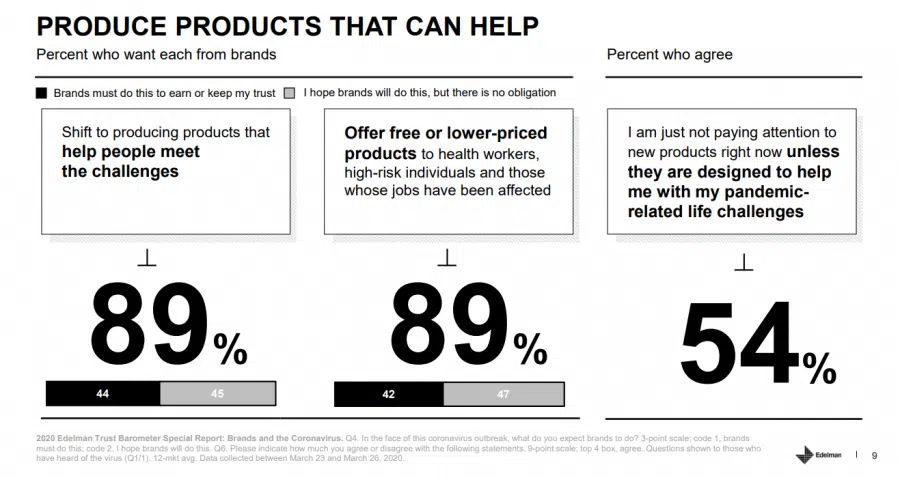 PRODUCE PRODUCTS THAT CAN HELP
Percent who want each from brands
Brands must do this to earn or keep my trust
I hope brands will do this, but there is no obligation
Shift to producing products that
help people meet
the challenges
89%
44 45
Offer free or lower-priced
products to health workers,
high-risk individuals and those
whose jobs have been affected
89%
42 47
Percent who agree
I am just not paying attention to
new products right now unless
they are designed to help
me with my pandemic-
related life challenges
54%
2020 Edelman Trust Barometer Special Report: Brands and the Coronavirus. Q4. In the face of this coronavirus outbreak, what do you expect brands to do? 3-point scale; code 1, brands
must do this; code 2, I hope brands will do this. Q6. Please indicate how much you agree or disagree with the following statements. 9-point scale; top 4 box, agree. Questions shown to those who
have heard of the virus (Q1/1). 12-mkt avg. Data collected between March 23 and March 26, 2020.
Edelman
9